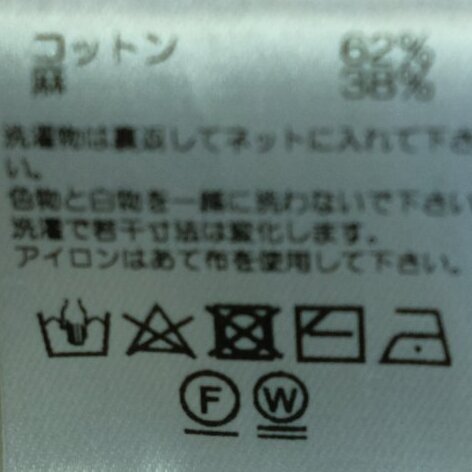 コットン 62%
麻 38%
洗濯物は裏返してネットに入れて下さ
い。
色物と白物を一緒に洗わないで下さい
洗濯で若干寸法は変化します。
アイロンはあて布を使用して下さい。
F W